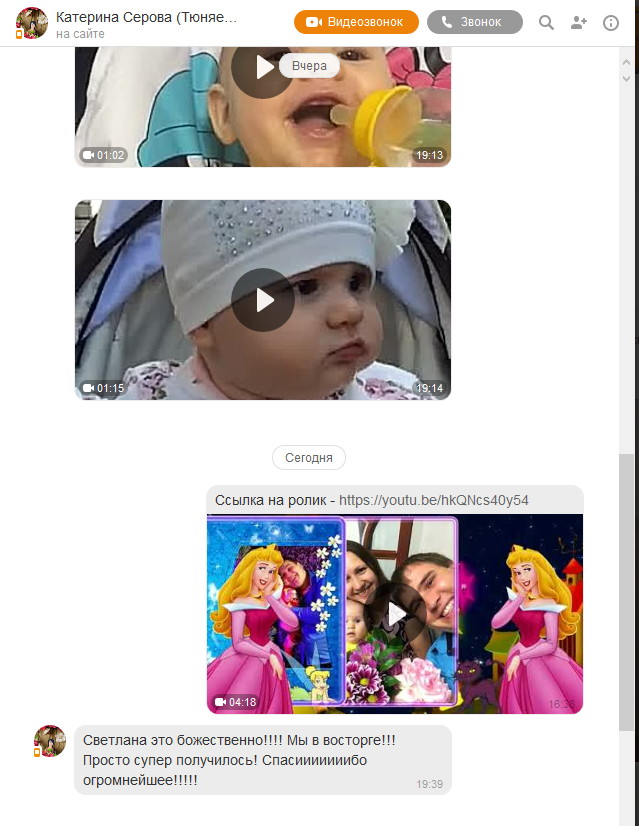 Катерина Серова (Тюняе...
на сайте
Видеозвонок
Звонок
Вчера
01:02
19:13
01:15
19:14
Сегодня
Ссылка на ролик - https://youtu.be/hkQNcs40y54
04:18
Светлана это божественно!!!! Мы в восторге!!!
Просто супер получилось! Спасииииииибо
огромнейшее!!!!!
19:39